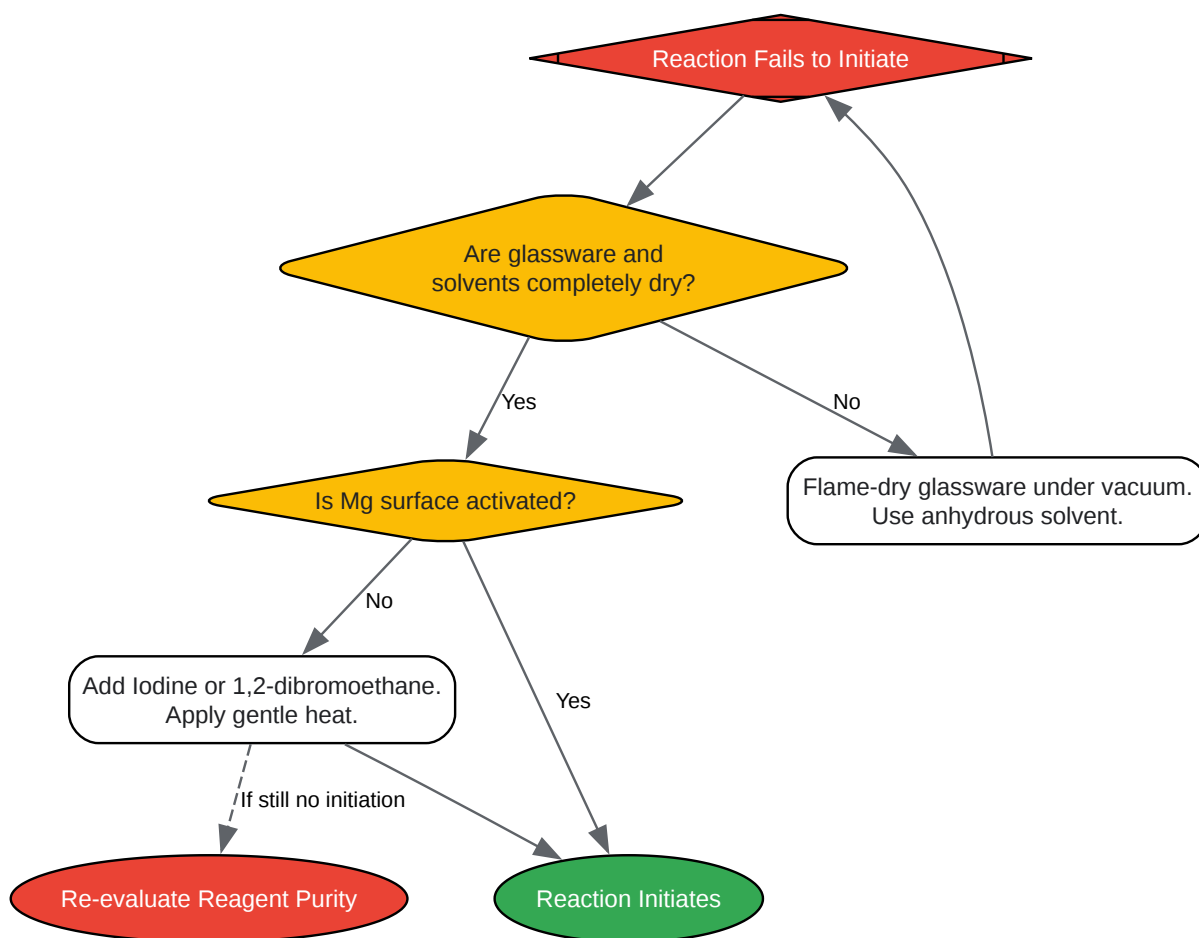 Reaction Fails to Initiate
Are glassware and
solvents completely dry?
Yes
No
Is Mg surface activated?
Flame-dry glassware under vacuum.
Use anhydrous solvent.
No
Add Iodine or 1,2-dibromoethane.
Apply gentle heat.
Yes
If still no initiation
Re-evaluate Reagent Purity
Reaction Initiates